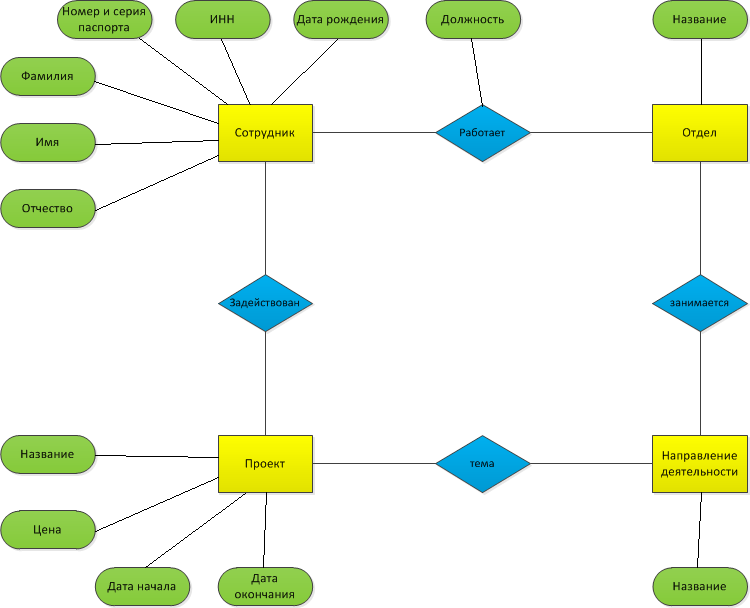 Номер и серия
паспорта
ИНН
Дата рождения
Должность
Название
Фамилия
Сотрудник
Работает
Отдел
Имя
Отчество
Задействован
занимается
Название
Проект
тема
Направление
деятельности
Цена
Дата начала
Дата
окончания
Название